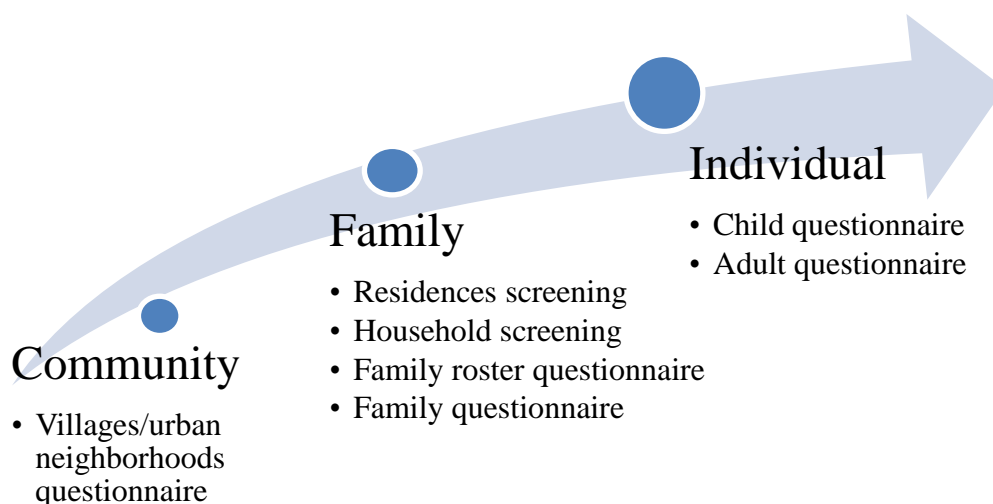 Community
• Villages/urban
neighborhoods
questionnaire
Family
• Residences screening
• Household screening
• Family roster questionnaire
• Family questionnaire
Individual
• Child questionnaire
• Adult questionnaire